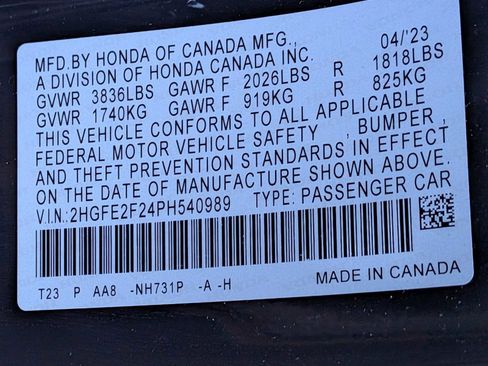 MFD. BY HONDA OF CANADA MFG., 04/'23
A DIVISION OF HONDA CANADA INC.
GVWR 3836LBS GAWR F 2026LBS R 1818LBS
GVWR 1740KG GAWR F 919KG R 825KG
THIS VEHICLE CONFORMS TO ALL APPLICABLE
FEDERAL MOTOR VEHICLE SAFETY , BUMPER,
AND THEFT PREVENTION STANDARDS IN EFFECT
ON THE DATE OF MANUFACTURE SHOWN ABOVE.
V.I.N.:2HGFE2F24PH540989 TYPE: PASSENGER CAR
T23 P AA8 -NH731P -A -H MADE IN CANADA